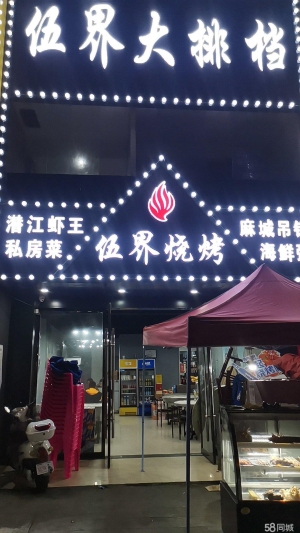 伍界大排档
潜江虾王
私房菜
伍界烧烤
麻城吊锅
海鲜
58同城